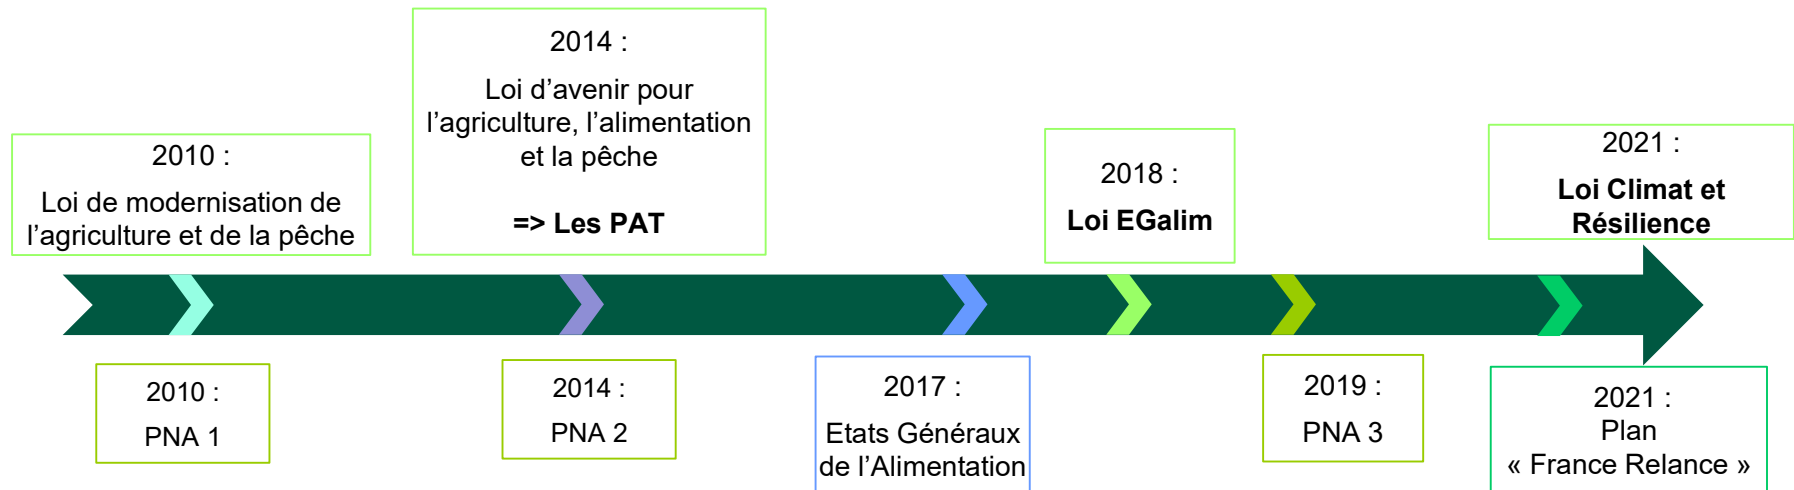 2010 :
Loi de modernisation de
l’agriculture et de la pêche
2014 :
Loi d’avenir pour
l’agriculture, l’alimentation
et la pêche
=> Les PAT
2018 :
Loi EGalim
2021 :
Loi Climat et
Résilience
2010 :
PNA 1
2014 :
PNA 2
2017 :
Etats Généraux
de l’Alimentation
2019 :
PNA 3
2021 :
Plan
« France Relance »